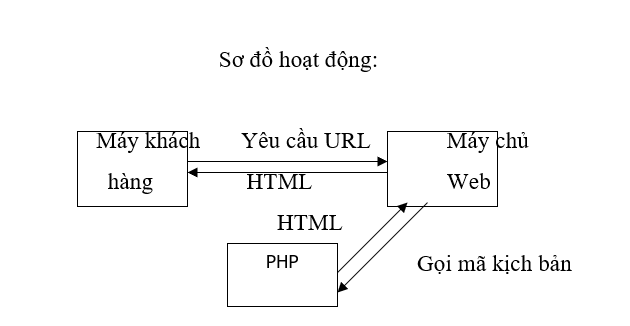 Sơ đồ hoạt động:
Máy khách Yêu cầu URL Máy chủ
hàng HTML Web
HTML
PHP Gọi mã kịch bản